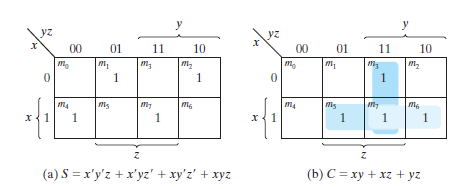 y y
yz yz
x 00 01 11 10 x 00 01 11 10
m₀ m₁ m₃ m₂ m₀ m₁ m₃ m₂
0 1 1 0 1
m₄ m₅ m₇ m₆ m₄ m₅ m₇ m₆
x { 1 1 1 x { 1 1 1 1
z z
(a) S = x'y'z + x'yz' + xy'z' + xyz (b) C = xy + xz + yz